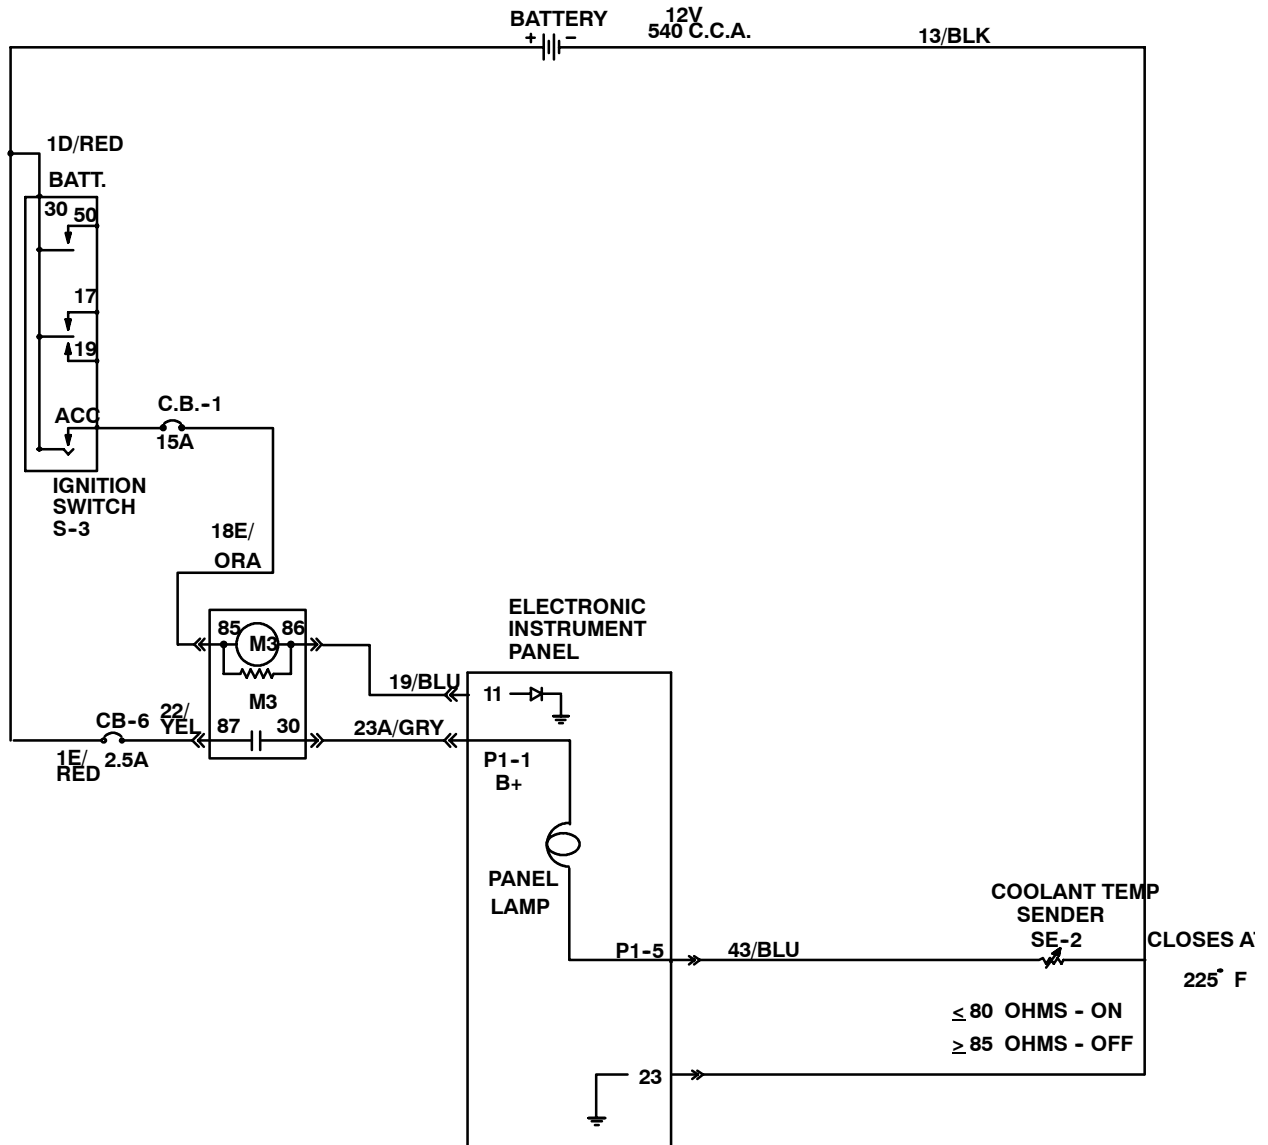 BATTERY
12V
540 C.C.A.
+ −
13/BLK
1D/RED
BATT.
30 50
17
19
ACC
C.B.-1
15A
IGNITION
SWITCH
S-3
18E/
ORA
85 M3 86
M3
87 30
CB-6
2.5A
22/
YEL
1E/
RED
19/BLU
23A/GRY
ELECTRONIC
INSTRUMENT
PANEL
11
P1-1
B+
PANEL
LAMP
P1-5
43/BLU
COOLANT TEMP
SENDER
SE-2
CLOSES A
225° F
≤ 80 OHMS - ON
≥ 85 OHMS - OFF
23